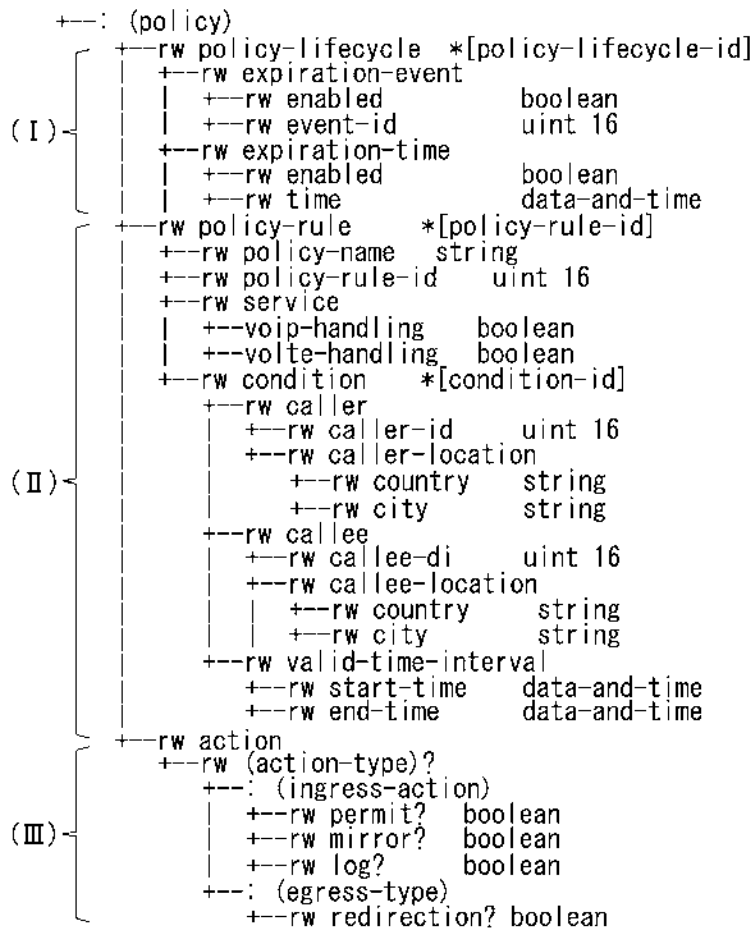 +--: (policy)
+--rw policy-lifecycle *[policy-lifecycle-id]
+--rw expiration-event
+--rw enabled boolean
(Ⅰ) | | +--rw event-id uint 16
+--rw expiration-time
+--rw enabled boolean
+--rw time data-and-time
+--rw policy-rule *[policy-rule-id]
+--rw policy-name string
+--rw policy-rule-id uint 16
+--rw service
| +--voip-handling boolean
| +--volte-handling boolean
+--rw condition *[condition-id]
+--rw caller
| +--rw caller-id uint 16
| +--rw caller-location
(Ⅱ) | +--rw country string
| +--rw city string
+--rw callee
| +--rw callee-di uint 16
| +--rw callee-location
| | +--rw country string
| | +--rw city string
+--rw valid-time-interval
+--rw start-time data-and-time
+--rw end-time data-and-time
+--rw action
+--rw (action-type)?
+--: (ingress-action)
| +--rw permit? boolean
(Ⅲ) | +--rw mirror? boolean
| +--rw log? boolean
+--: (egress-type)
+--rw redirection? boolean